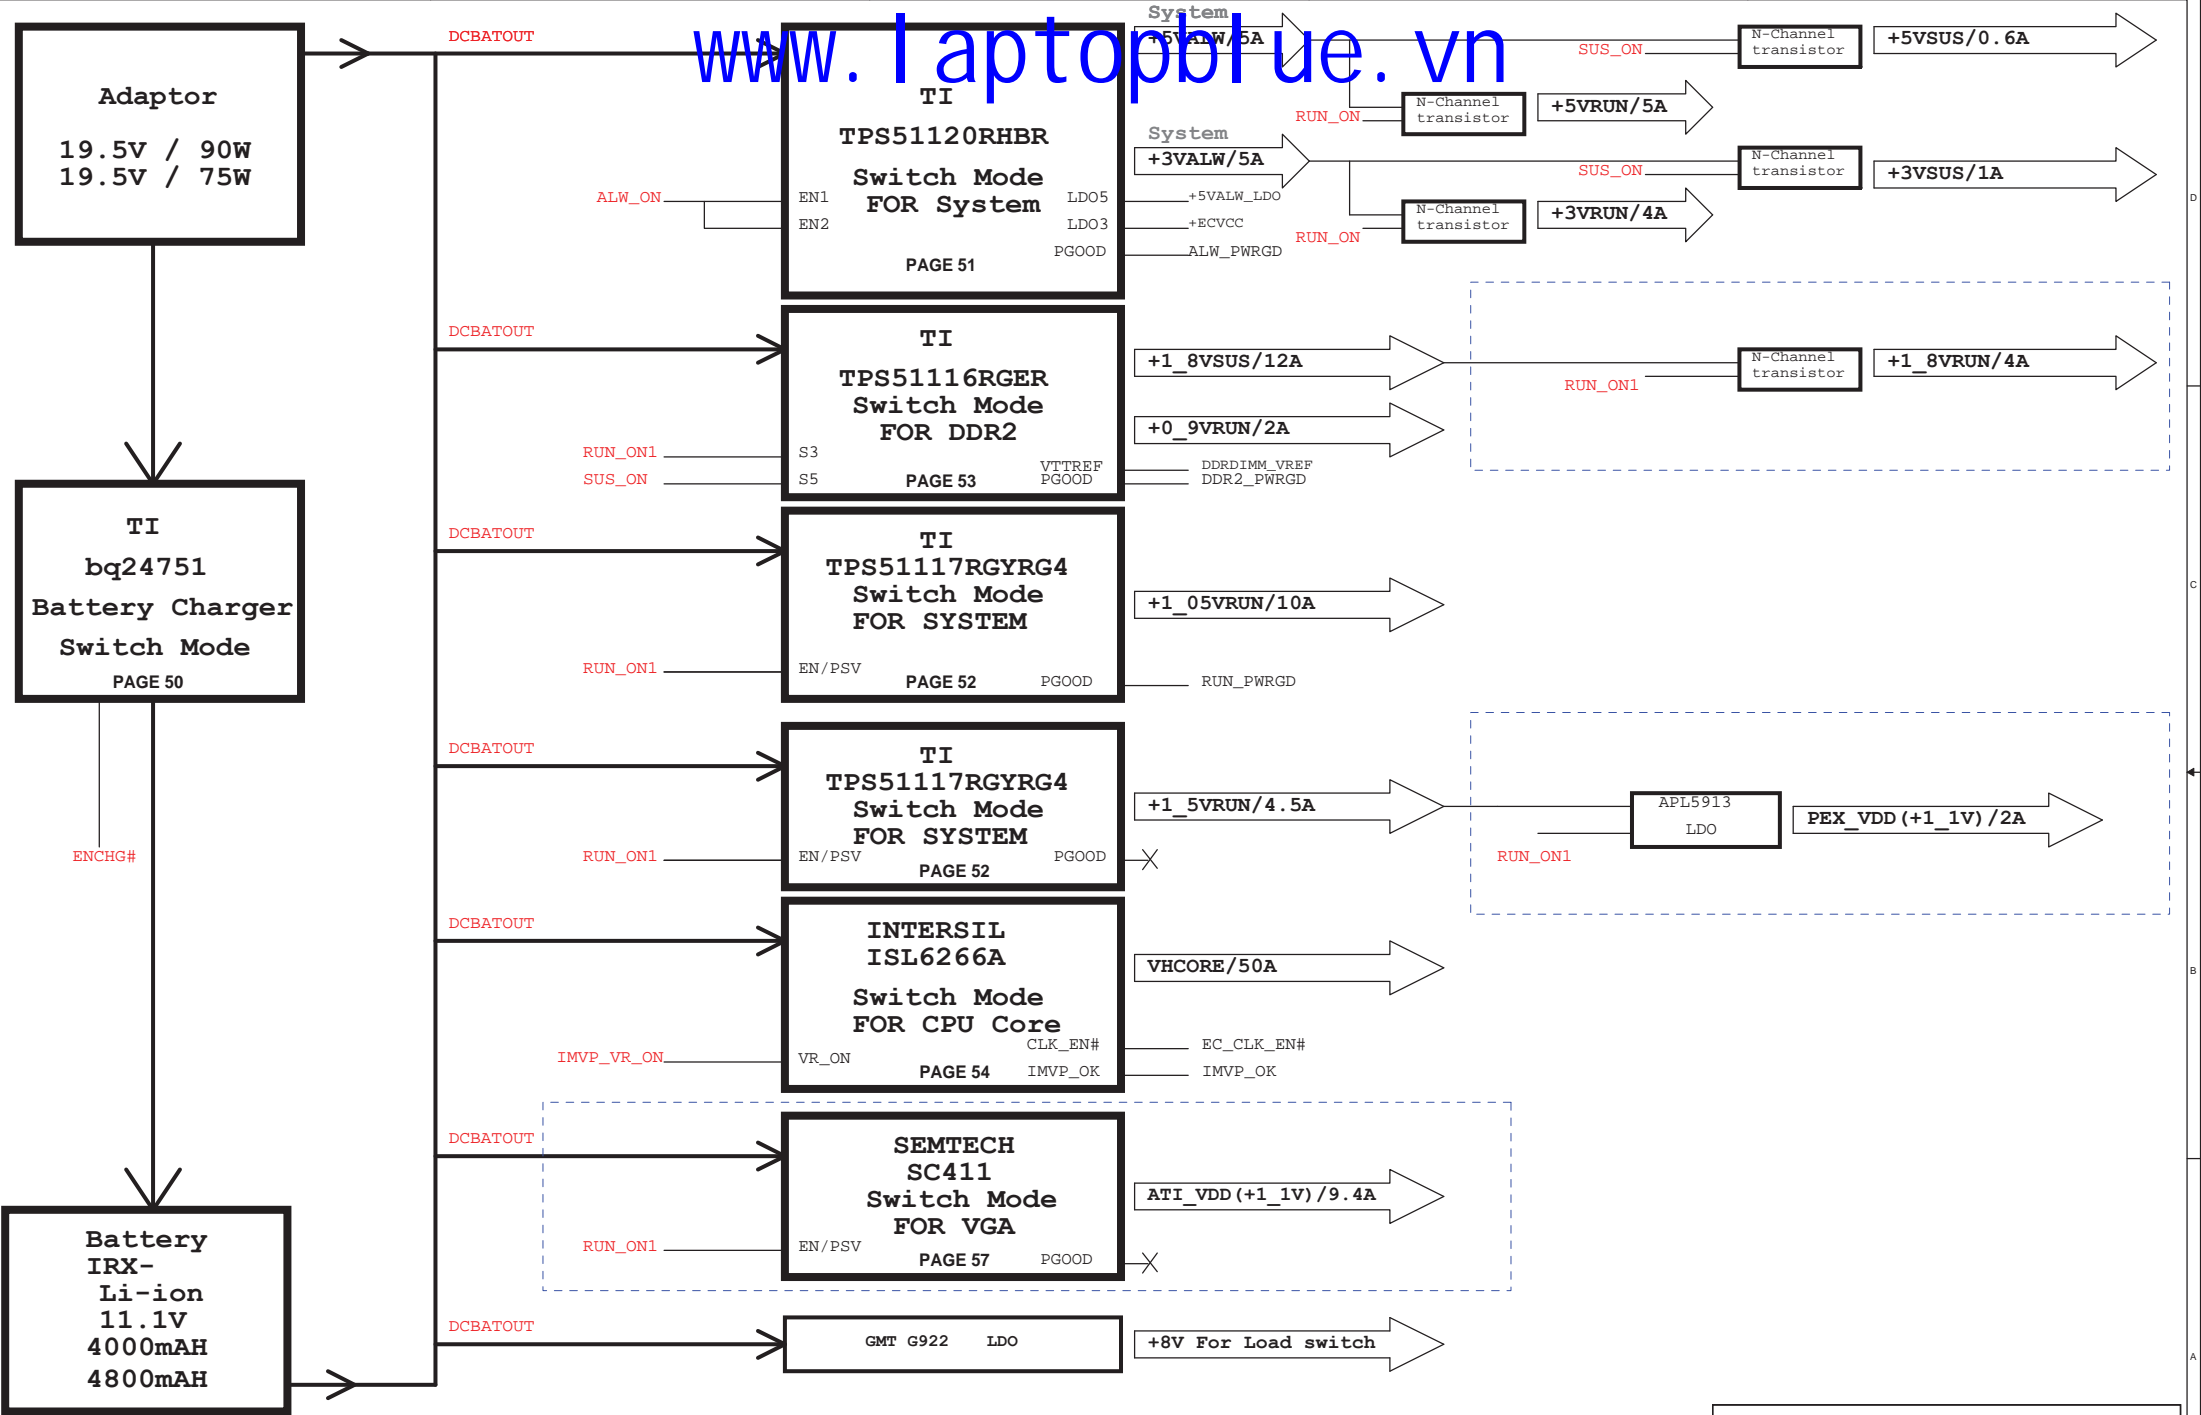 www.laptopblue.vn
Adaptor
19.5V / 90W
19.5V / 75W
TI
bq24751
Battery Charger
Switch Mode
PAGE 50
ENCHG#
Battery
IRX-
Li-ion
11.1V
4000mAH
4800mAH
DCBATOUT
TI
TPS51120RHBR
Switch Mode
FOR System
ALW_ON
EN1
EN2
LDO5
LDO3
PGOOD
PAGE 51
+5VALW_LDO
+ECVCC
ALW_PWRGD
System
+5VALW/5A
System
+3VALW/5A
SUS_ON
N-Channel
transistor
+5VSUS/0.6A
RUN_ON
N-Channel
transistor
+5VRUN/5A
SUS_ON
N-Channel
transistor
+3VSUS/1A
RUN_ON
N-Channel
transistor
+3VRUN/4A
DCBATOUT
TI
TPS51116RGER
Switch Mode
FOR DDR2
RUN_ON1
S3
SUS_ON
S5
PAGE 53
VTTREF
PGOOD
DDRDIMM_VREF
DDR2_PWRGD
+1_8VSUS/12A
+0_9VRUN/2A
RUN_ON1
N-Channel
transistor
+1_8VRUN/4A
DCBATOUT
TI
TPS51117RGYRG4
Switch Mode
FOR SYSTEM
RUN_ON1
EN/PSV
PAGE 52
PGOOD
RUN_PWRGD
+1_05VRUN/10A
DCBATOUT
TI
TPS51117RGYRG4
Switch Mode
FOR SYSTEM
RUN_ON1
EN/PSV
PGOOD
PAGE 52
+1_5VRUN/4.5A
APL5913
LDO
RUN_ON1
PEX_VDD(+1_1V)/2A
DCBATOUT
INTERSIL
ISL6266A
Switch Mode
FOR CPU Core
IMVP_VR_ON
VR_ON
PAGE 54
CLK_EN#
IMVP_OK
EC_CLK_EN#
IMVP_OK
VHCORE/50A
DCBATOUT
SEMTECH
SC411
Switch Mode
FOR VGA
RUN_ON1
EN/PSV
PAGE 57
PGOOD
ATI_VDD(+1_1V)/9.4A
DCBATOUT
GMT G922 LDO
+8V For Load switch
D
C
B
A